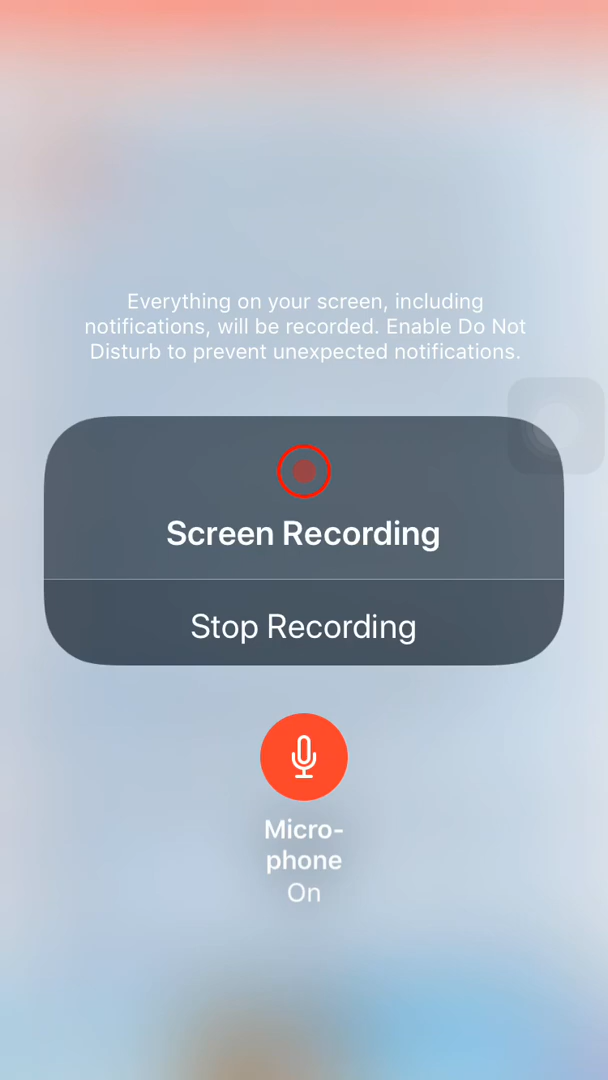 Everything on your screen, including
notifications, will be recorded. Enable Do Not
Disturb to prevent unexpected notifications.
Screen Recording
Stop Recording
Micro-
phone
On